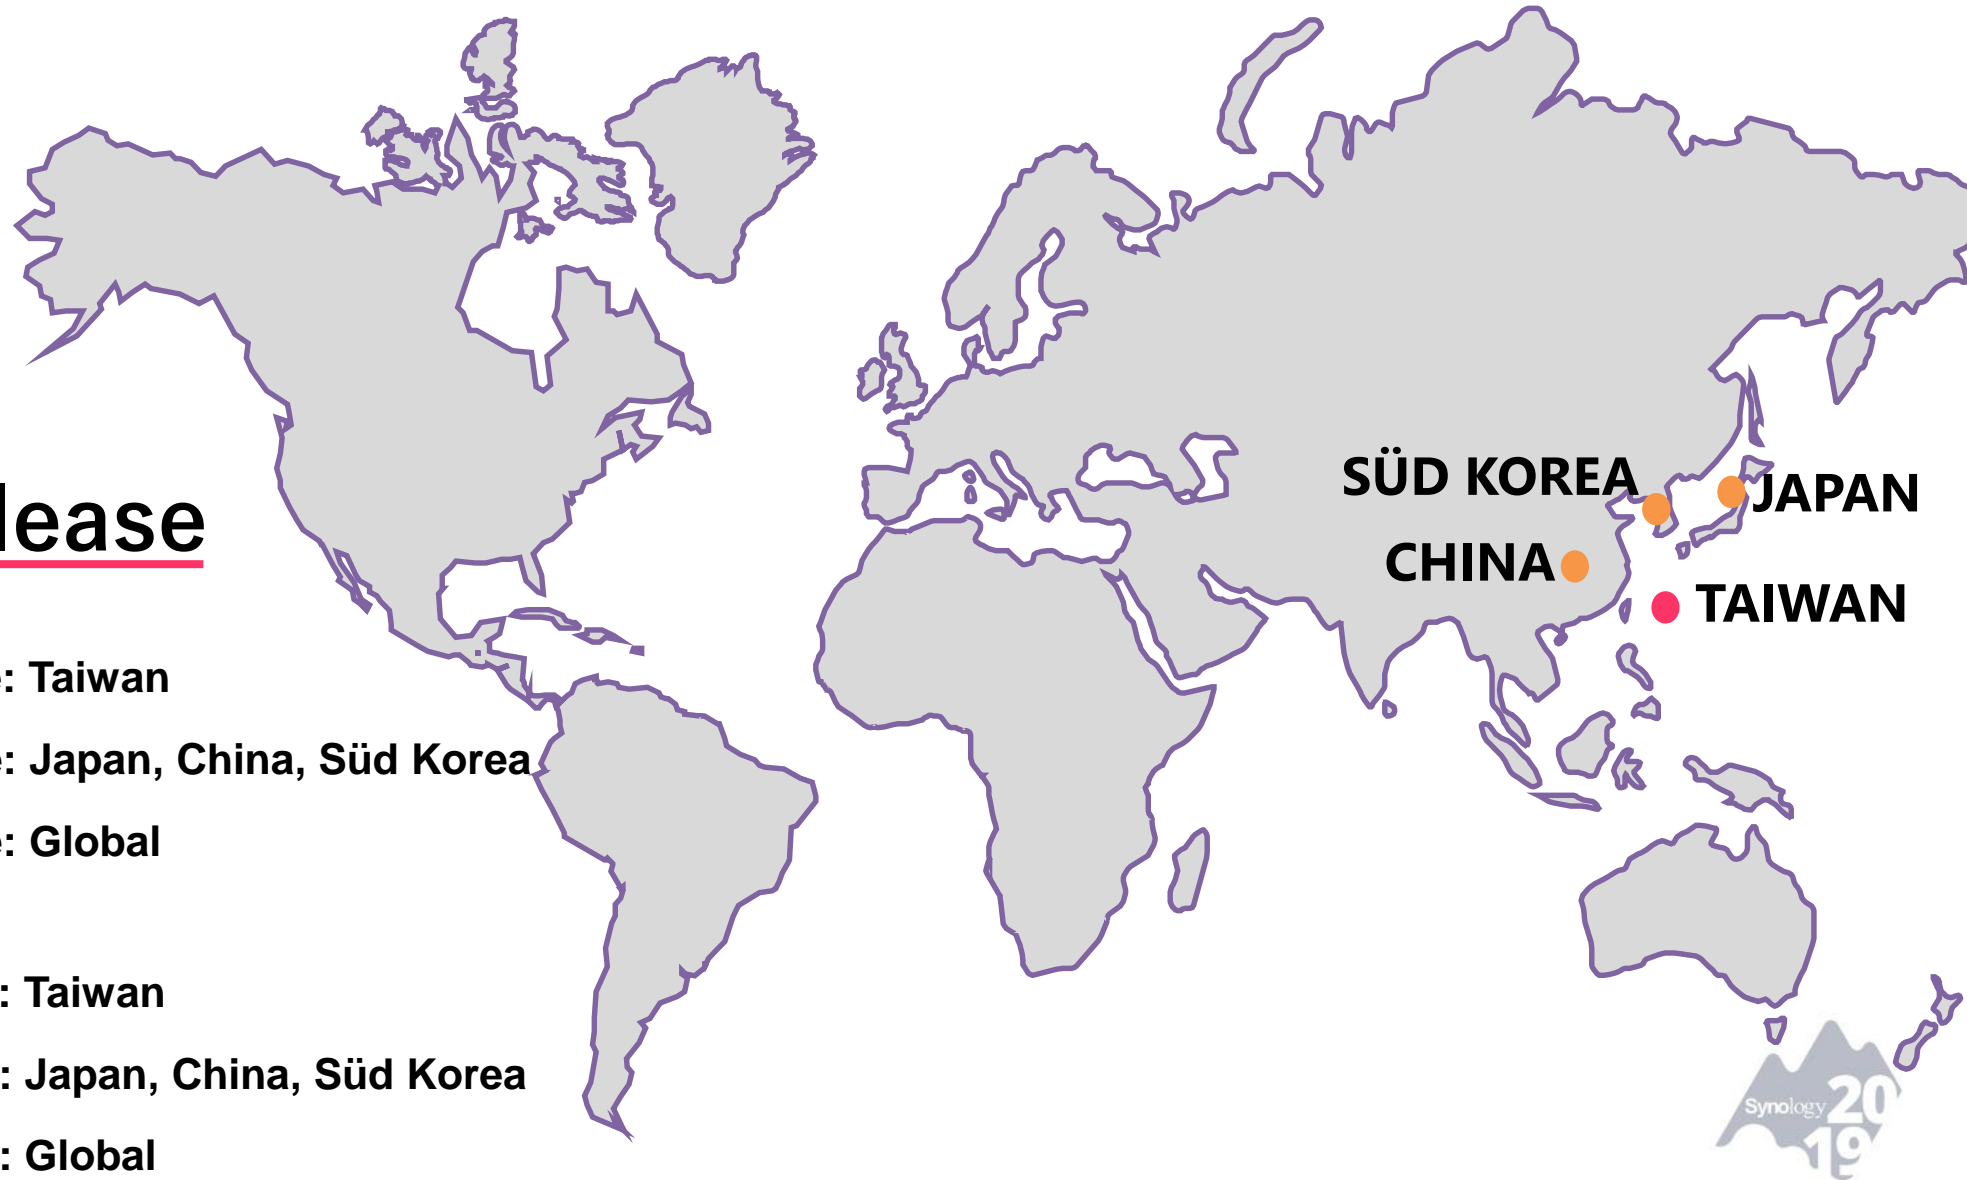 lease
: Taiwan
: Japan, China, Süd Korea
: Global
: Taiwan
: Japan, China, Süd Korea
: Global
SÜD KOREA
JAPAN
CHINA
TAIWAN
Synology 2019